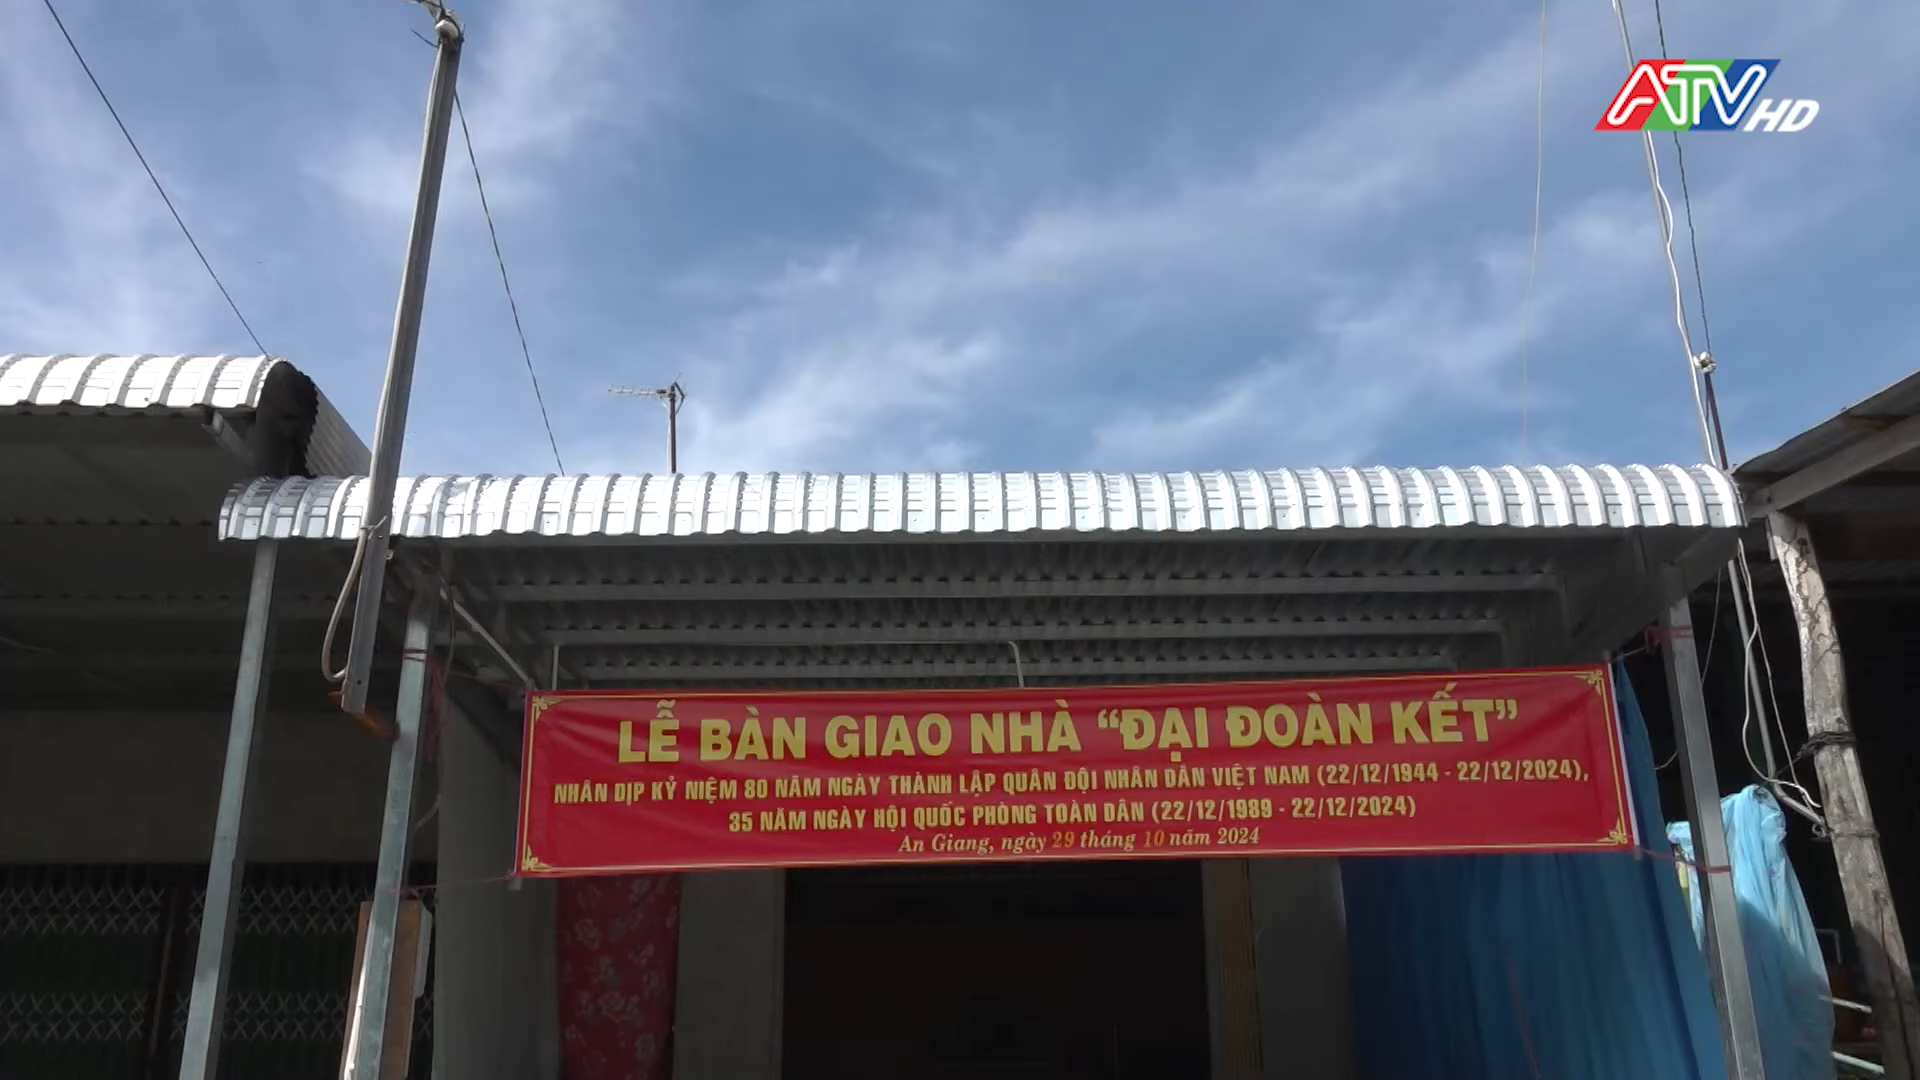 ATV HD
LỄ BÀN GIAO NHÀ “ĐẠI ĐOÀN KẾT”
NHÂN DỊP KỶ NIỆM 80 NĂM NGÀY THÀNH LẬP QUÂN ĐỘI NHÂN DÂN VIỆT NAM (22/12/1944 - 22/12/2024),
35 NĂM NGÀY HỘI QUỐC PHÒNG TOÀN DÂN (22/12/1989 - 22/12/2024)
An Giang, ngày 29 tháng 10 năm 2024